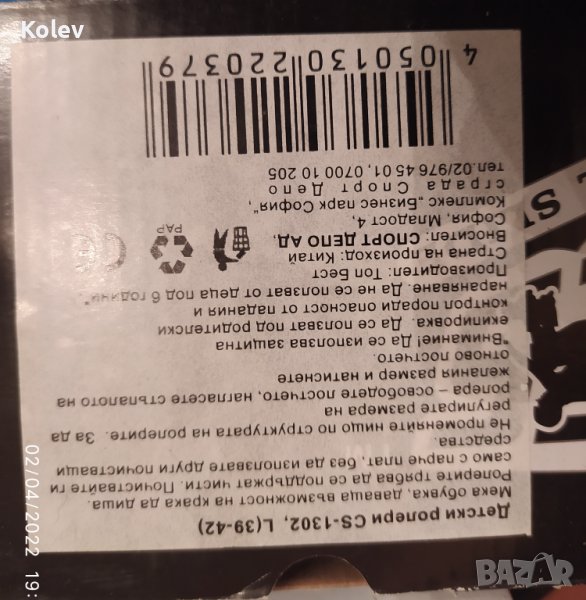 Kolev
Детски ролери CS-1302, L(39-42)
Мека обувка, даваща възможност на крака да диша.
Ролерите трябва да се поддържат чисти. Почиствайте ги
само с парче плат, без да използвате други почистващи
средства.
Не променяйте нищо по структурата на ролерите. За да
регулирате размера на
ролера – освободете лостчето, нагласете стъпалото на
желания размер и натиснете
отново лостчето.
"Внимание! Да се използва защитна
екипировка. Да се ползват под родителски
контрол поради опасност от падания и
нараняване. Да не се ползват от деца под 6 години"
Производител: Топ Бест
Страна на произход: Китай
Вносител: СПОРТ ДЕПО АД,
София, Младост 4,
Комплекс „Бизнес парк София",
сграда Спорт Депо
тел.02/976 45 01, 0700 10 205
PAP
CE
4 050130 220379
02/04/2022 19:
BAZAR